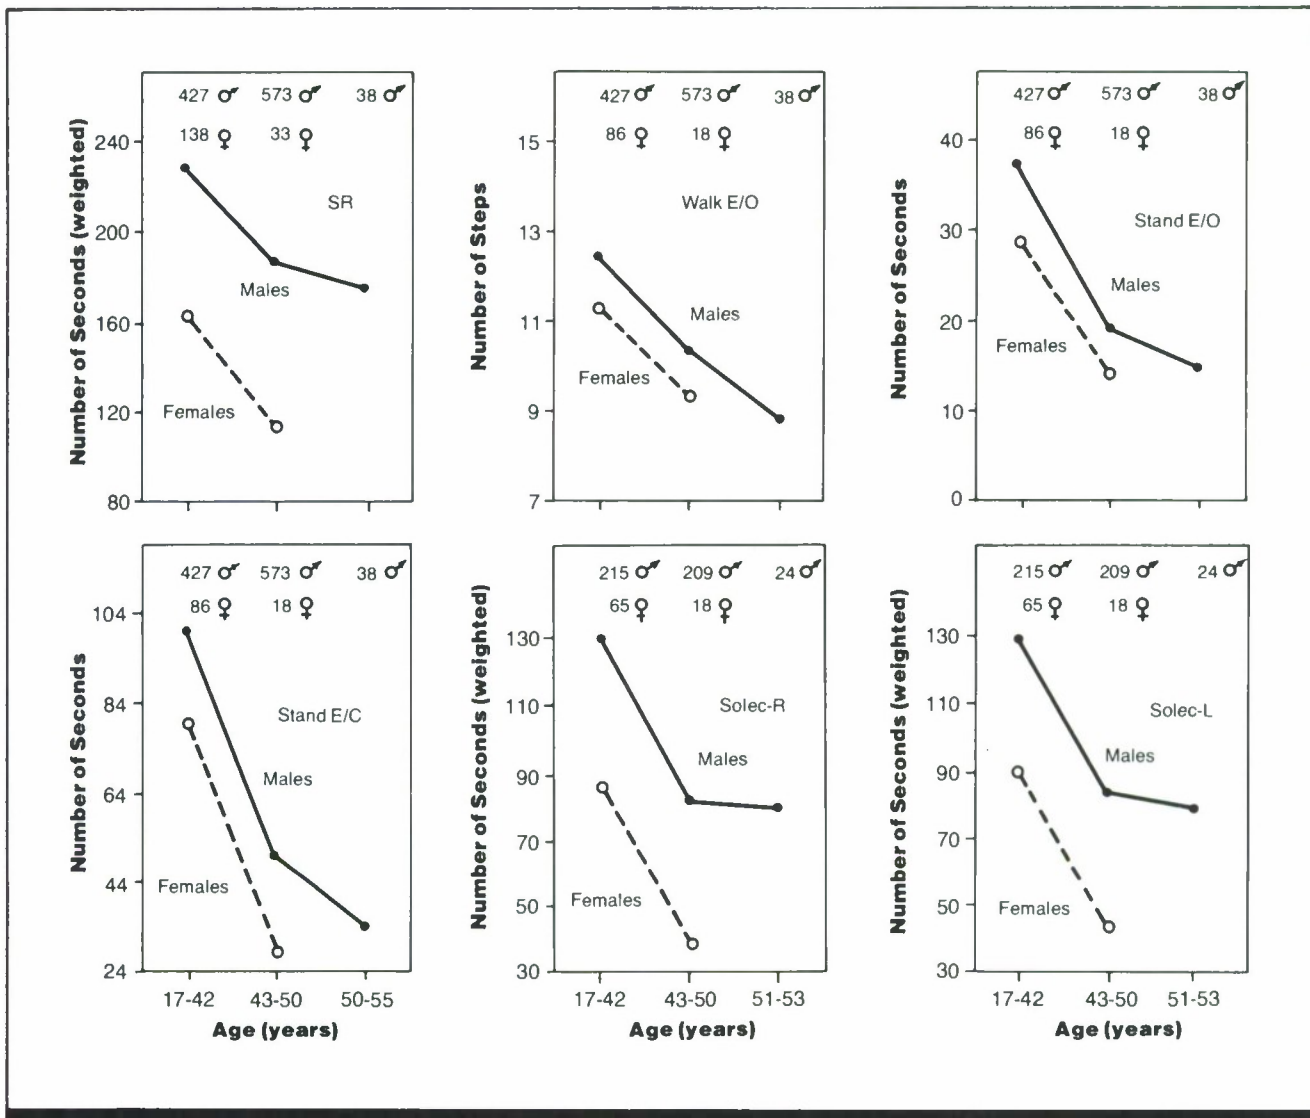 427 ♂ 573 ♂ 38 ♂
138 ♀ 33 ♀
SR
Males
Females
Number of Seconds (weighted)
240
200
160
120
80
427 ♂ 573 ♂ 38 ♂
86 ♀ 18 ♀
Walk E/O
Males
Females
Number of Steps
15
13
11
9
7
427 ♂ 573 ♂ 38 ♂
86 ♀ 18 ♀
Stand E/O
Males
Females
Number of Seconds
40
30
20
10
0
427 ♂ 573 ♂ 38 ♂
86 ♀ 18 ♀
Stand E/C
Males
Females
Number of Seconds
104
84
64
44
24
17-42 43-50 50-55
Age (years)
215 ♂ 209 ♂ 24 ♂
65 ♀ 18 ♀
Solec-R
Males
Females
Number of Seconds (weighted)
130
110
90
70
50
30
17-42 43-50 51-53
Age (years)
215 ♂ 209 ♂ 24 ♂
65 ♀ 18 ♀
Solec-L
Males
Females
Number of Seconds (weighted)
130
110
90
70
50
30
17-42 43-50 51-53
Age (years)